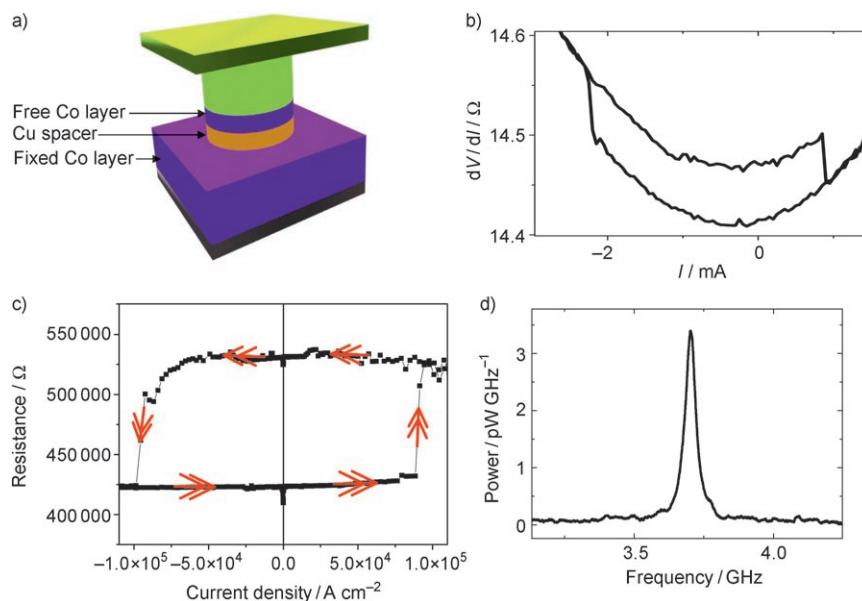 a)
Free Co layer
Cu spacer
Fixed Co layer
b)
14.6
14.5
14.4
dV/dI / Ω
−2
0
I / mA
c)
550 000
500 000
450 000
400 000
Resistance / Ω
−1.0×10⁵
−5.0×10⁴
0.0
5.0×10⁴
1.0×10⁵
Current density / A cm⁻²
d)
3
2
1
0
Power / pW GHz⁻¹
3.5
4.0
Frequency / GHz